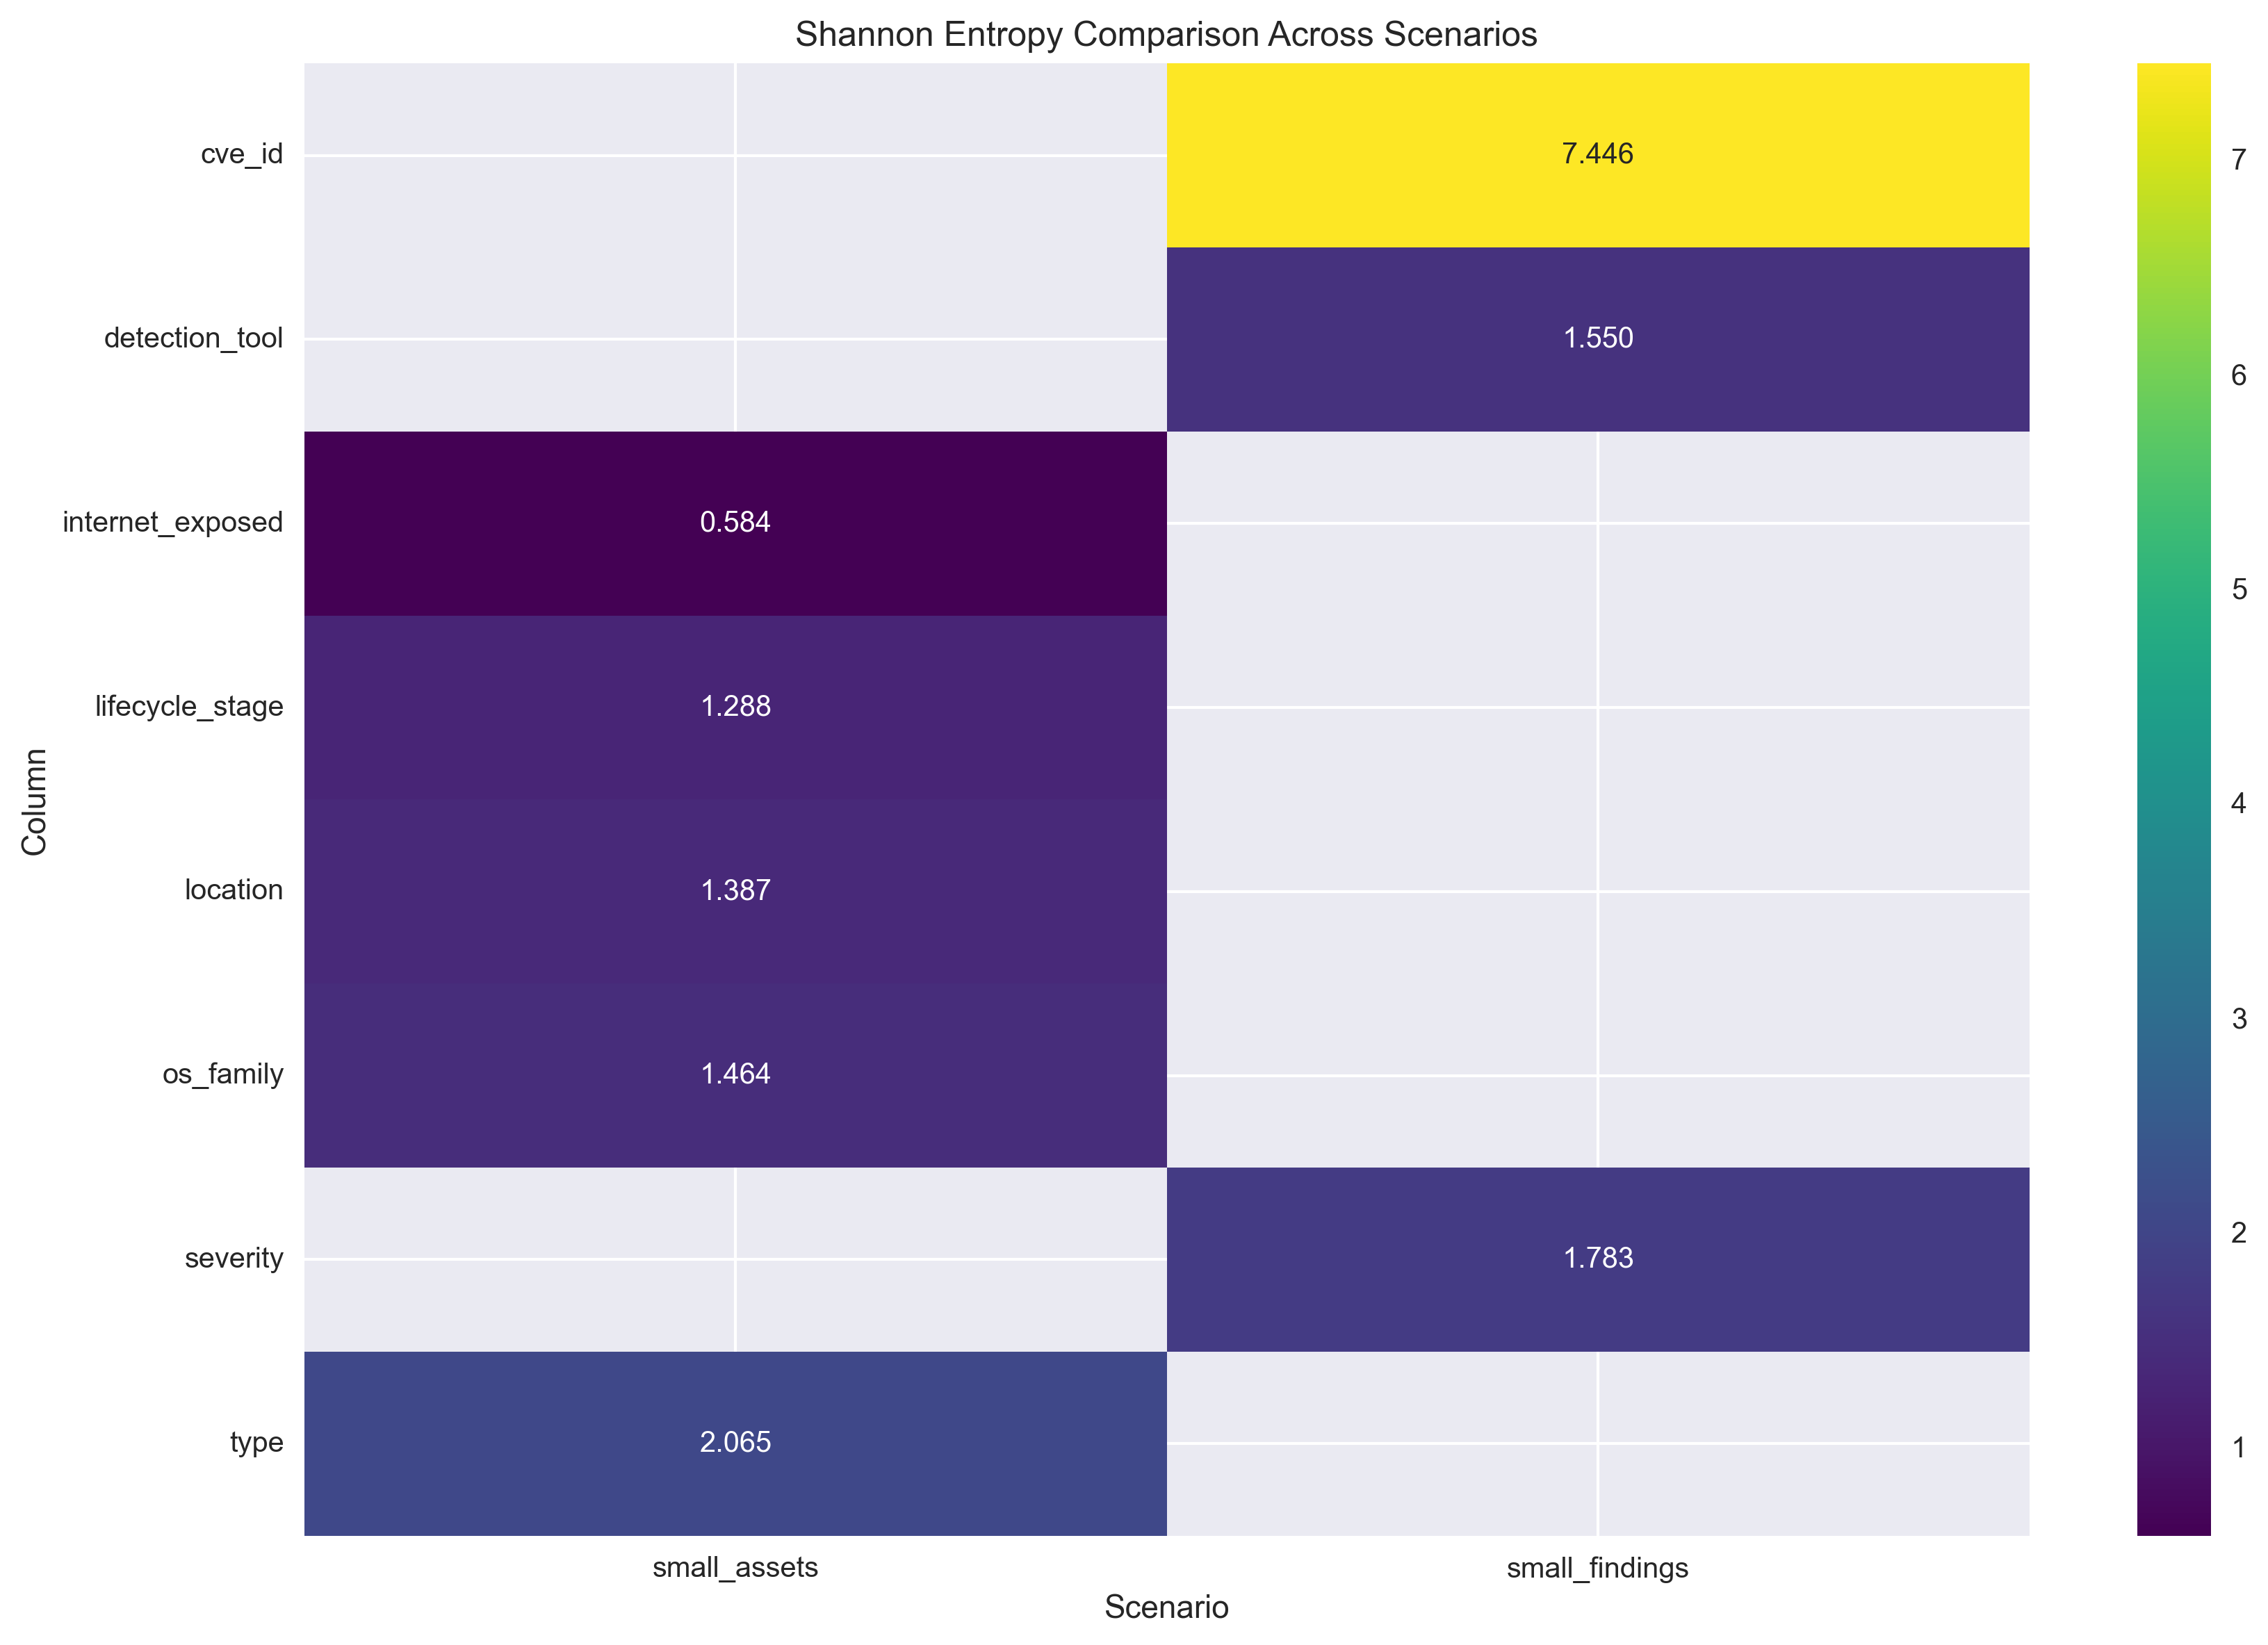 Shannon Entropy Comparison Across Scenarios
cve_id
7.446
7
detection_tool
1.550
6
internet_exposed
0.584
5
lifecycle_stage
1.288
4
Column
location
1.387
3
os_family
1.464
severity
1.783
2
type
2.065
1
small_assets
small_findings
Scenario